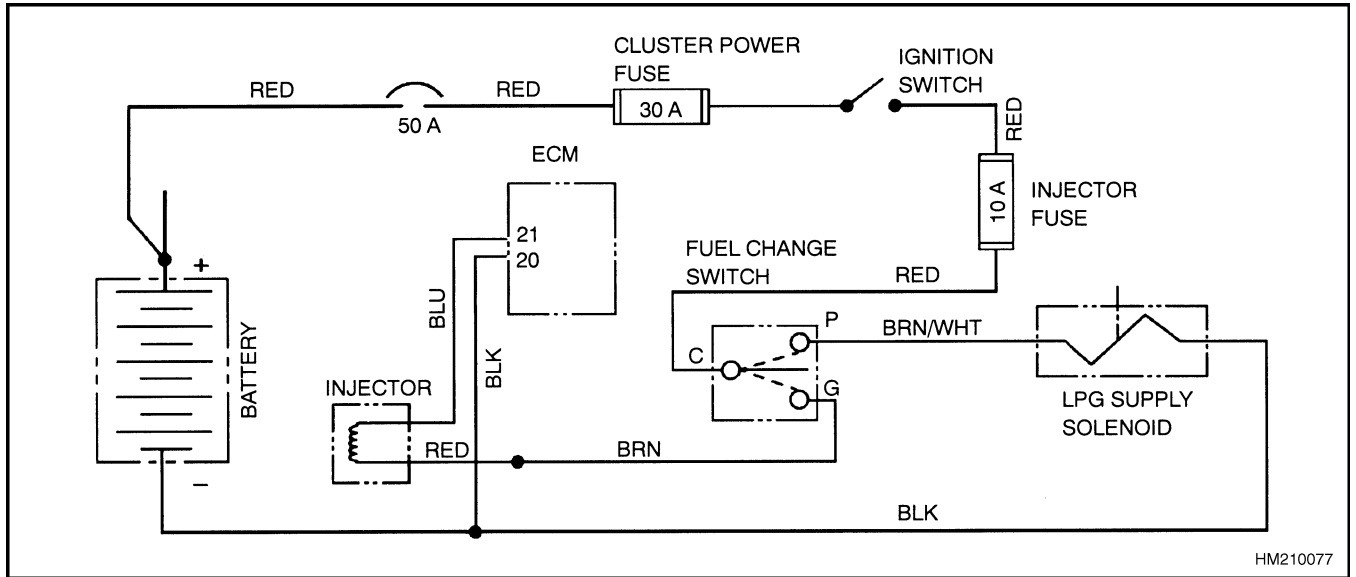 CLUSTER POWER
FUSE
IGNITION
SWITCH
RED
RED
50 A
30 A
RED
ECM
10 A
INJECTOR
FUSE
21
20
FUEL CHANGE
SWITCH
RED
+
BLU
P
BRN/WHT
BATTERY
BLK
C
INJECTOR
G
LPG SUPPLY
SOLENOID
RED
BRN
–
BLK
HM210077